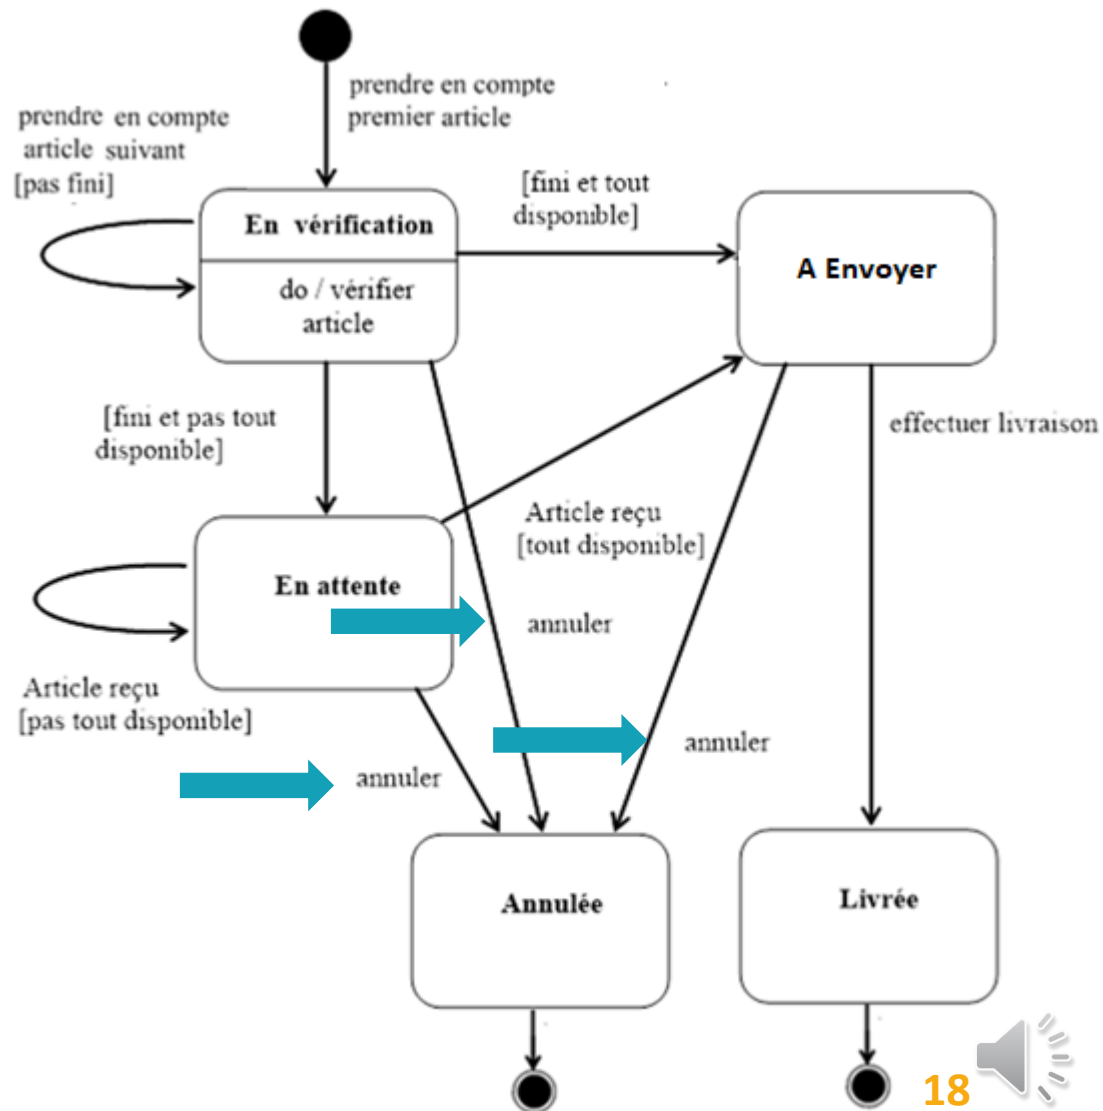 prendre en compte
premier article
prendre en compte
article suivant
[pas fini]
[fini et tout
disponible]
En vérification
do / vérifier
article
A Envoyer
[fini et pas tout
disponible]
effectuer livraison
Article reçu
[tout disponible]
En attente
annuler
Article reçu
[pas tout disponible]
annuler
annuler
Annulée
Livrée
18